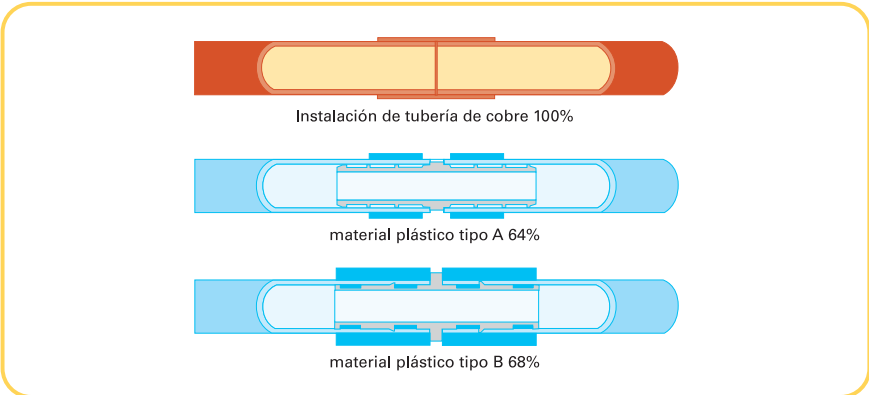 Instalación de tubería de cobre 100%
material plástico tipo A 64%
material plástico tipo B 68%